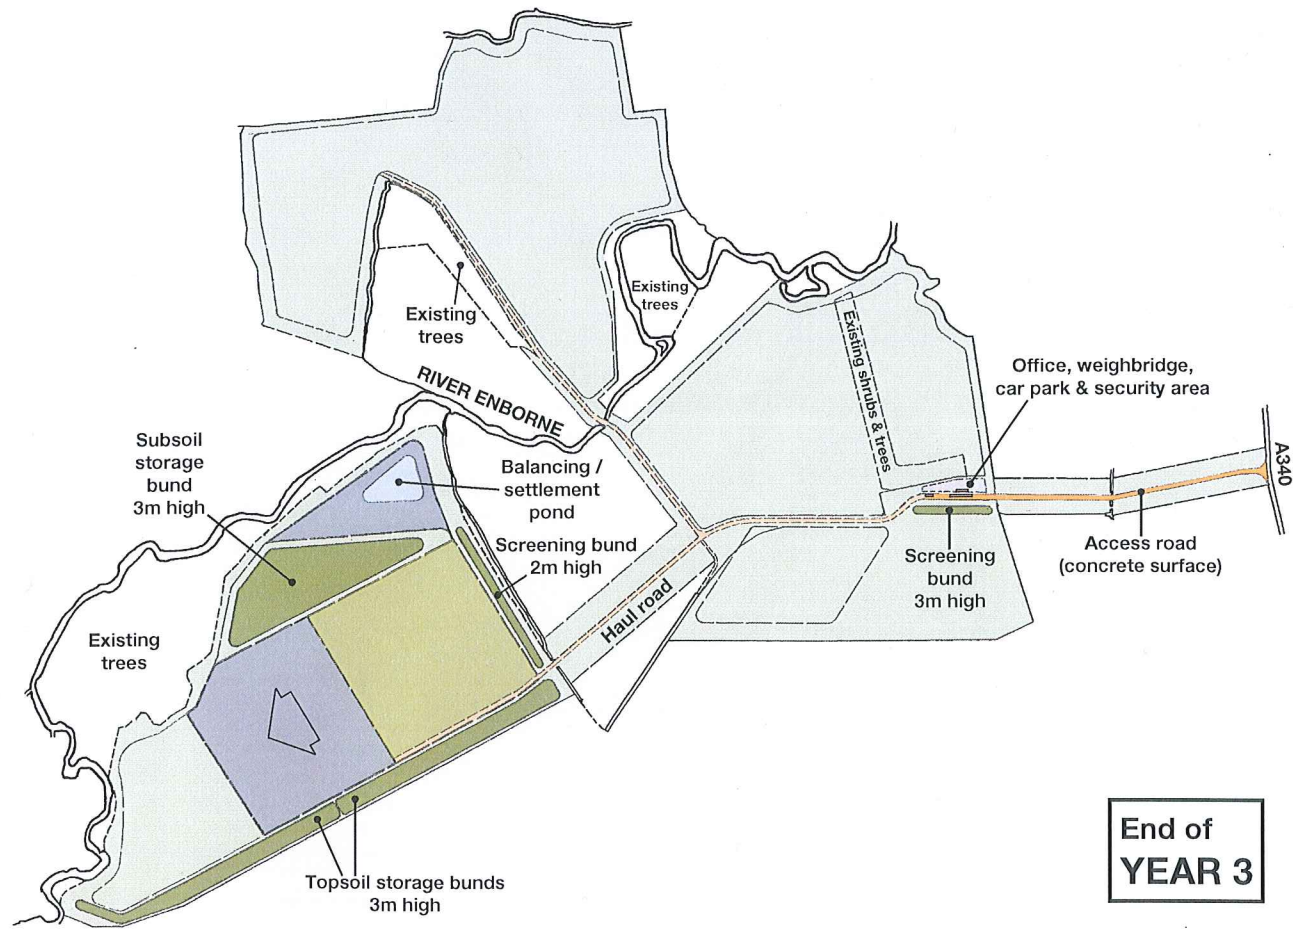 Existing
trees
Existing
trees
RIVER ENBORNE
Existing shrubs & trees
Office, weighbridge,
car park & security area
A340
Subsoil
storage
bund
3m high
Balancing /
settlement
pond
Screening bund
2m high
Access road
(concrete surface)
Screening
bund
3m high
Haul road
Existing
trees
Topsoil storage bunds
3m high
End of
YEAR 3